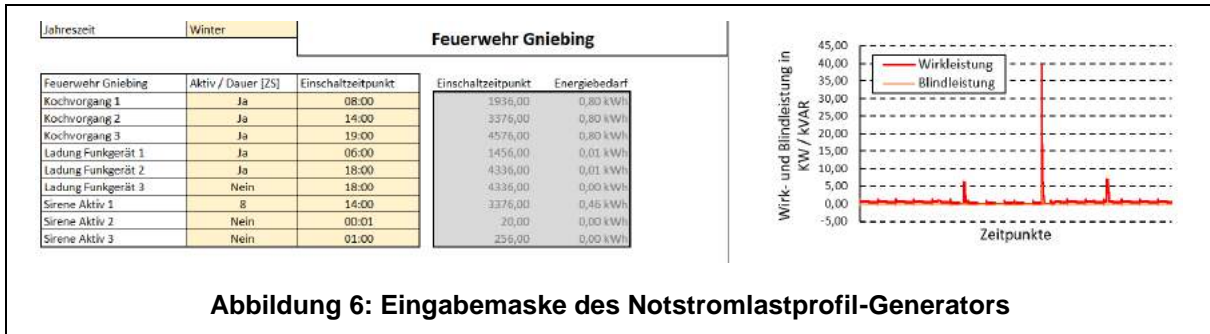 Jahreszeit Winter
Feuerwehr Gniebing
Feuerwehr Gniebing Aktiv / Dauer [ZS] Einschaltzeitpunkt Einschaltzeitpunkt Energiebedarf
Kochvorgang 1 Ja 08:00 1936,00 0,80 kWh
Kochvorgang 2 Ja 14:00 3376,00 0,80 kWh
Kochvorgang 3 Ja 19:00 4576,00 0,80 kWh
Ladung Funkgerät 1 Ja 06:00 1456,00 0,01 kWh
Ladung Funkgerät 2 Ja 18:00 4336,00 0,01 kWh
Ladung Funkgerät 3 Nein 18:00 4336,00 0,00 kWh
Sirene Aktiv 1 8 14:00 3376,00 0,46 kWh
Sirene Aktiv 2 Nein 00:01 20,00 0,00 kWh
Sirene Aktiv 3 Nein 01:00 256,00 0,00 kWh
Wirk- und Blindleistung in
KW / kVAR
45,00
40,00
35,00
30,00
25,00
20,00
15,00
10,00
5,00
0,00
-5,00
Wirkleistung
Blindleistung
Zeitpunkte
Abbildung 6: Eingabemaske des Notstromlastprofil-Generators